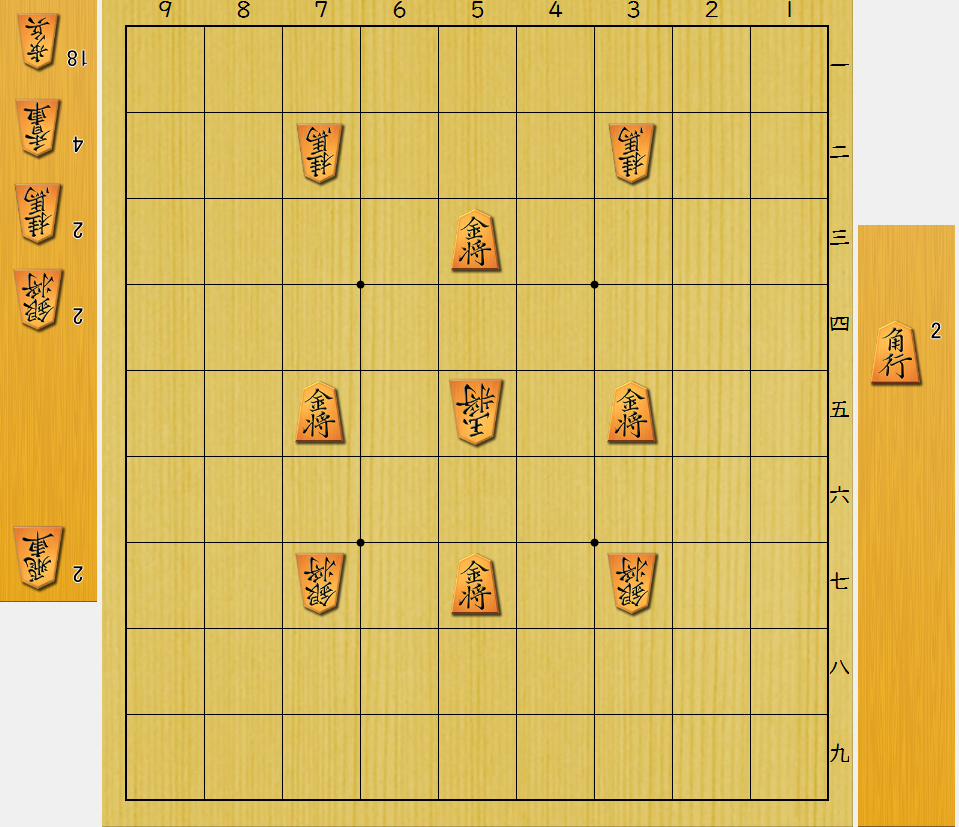 9 8 7 6 5 4 3 2 1
一
二
三
四
五
六
七
八
九
桂馬 桂馬
金将
金将 玉将 金将
銀将 金将 銀将
歩兵 18
香車 4
桂馬 2
銀将 2
飛車 2
角行 2